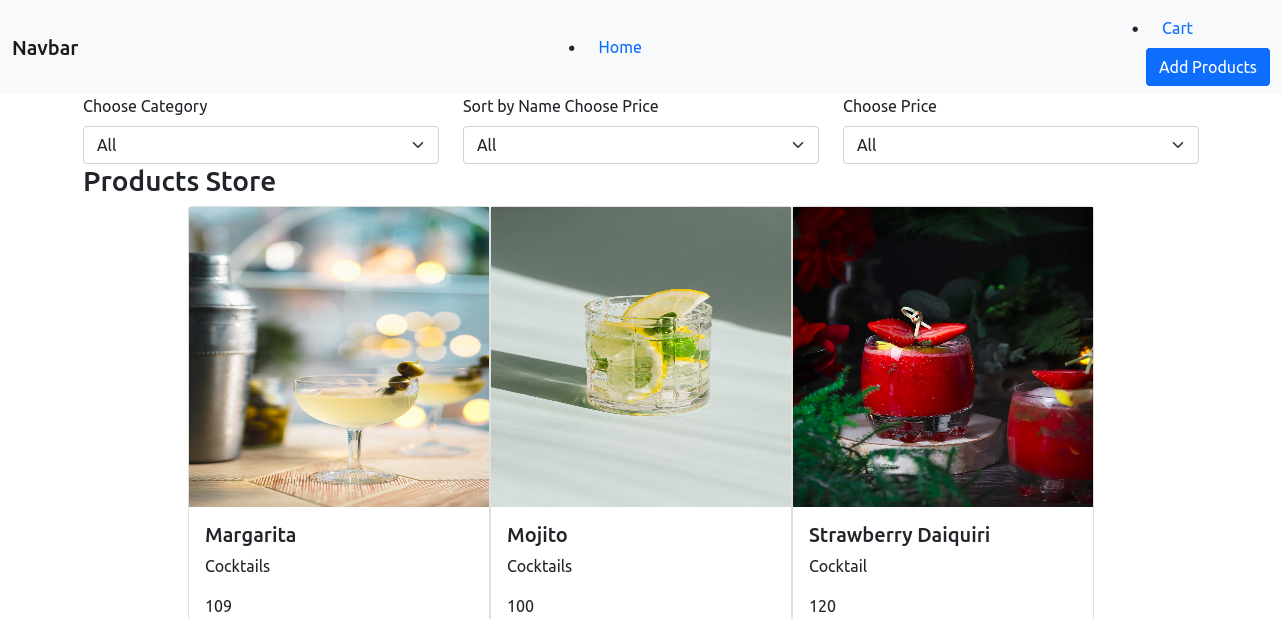 Navbar
Home
Cart
Add Products
Choose Category
Sort by Name Choose Price
Choose Price
All
All
All
Products Store
Margarita
Cocktails
109
Mojito
Cocktails
100
Strawberry Daiquiri
Cocktail
120